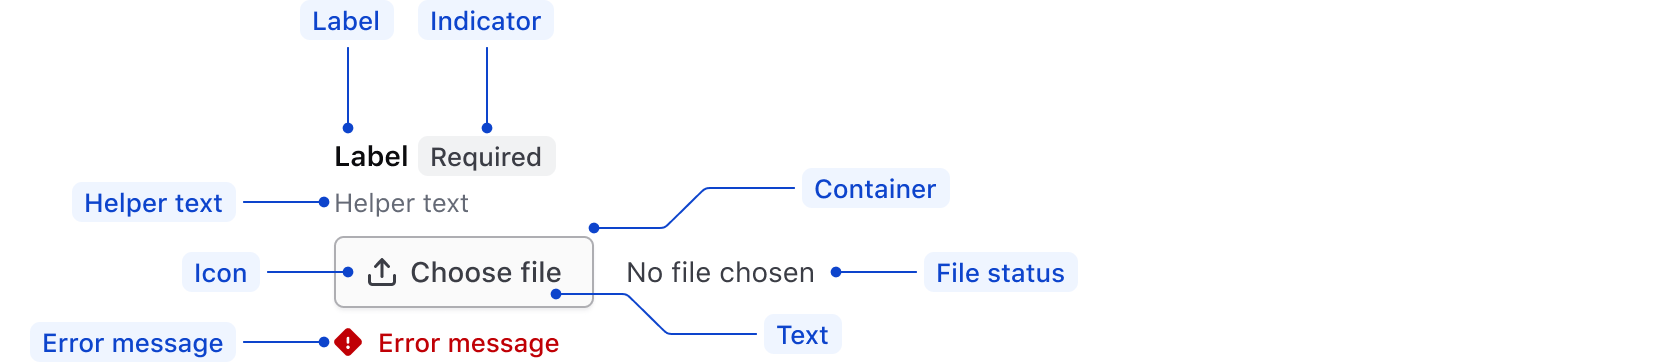 Label Indicator
Label Required
Container
Helper text Helper text
Icon Choose file No file chosen File status
Text
Error message Error message